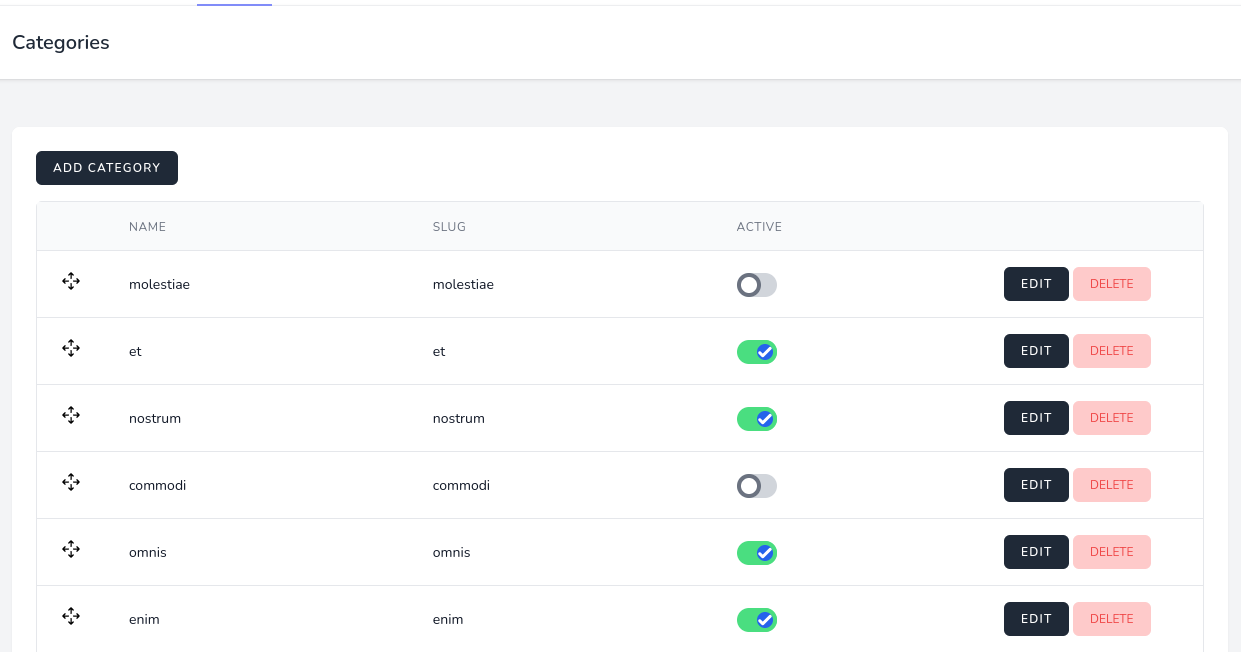 Categories
ADD CATEGORY
NAME SLUG ACTIVE
molestiae molestiae EDIT DELETE
et et EDIT DELETE
nostrum nostrum EDIT DELETE
commodi commodi EDIT DELETE
omnis omnis EDIT DELETE
enim enim EDIT DELETE